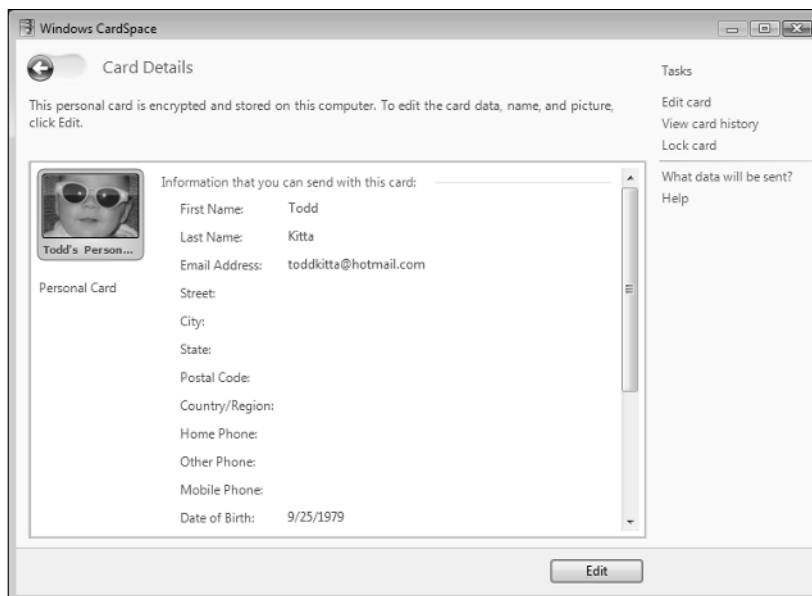 Windows CardSpace
Card Details
This personal card is encrypted and stored on this computer. To edit the card data, name, and picture,
click Edit.
Todd's Person...
Personal Card
Information that you can send with this card:
First Name: Todd
Last Name: Kitta
Email Address: toddkitta@hotmail.com
Street:
City:
State:
Postal Code:
Country/Region:
Home Phone:
Other Phone:
Mobile Phone:
Date of Birth: 9/25/1979
Tasks
Edit card
View card history
Lock card
What data will be sent?
Help
Edit